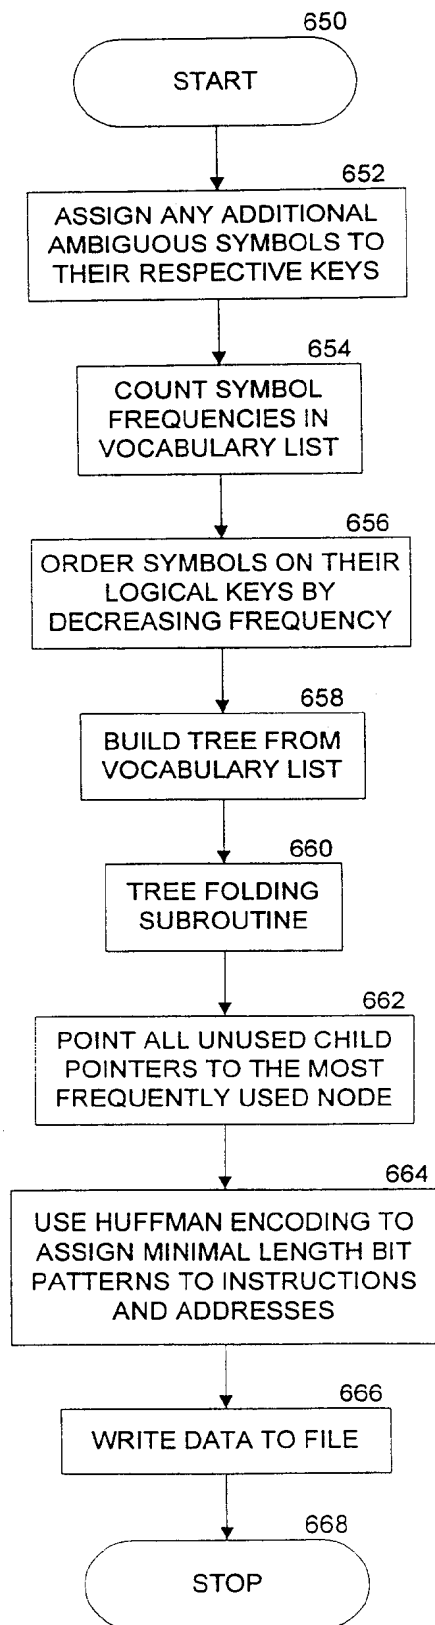 650
START
652
ASSIGN ANY ADDITIONAL
AMBIGUOUS SYMBOLS TO
THEIR RESPECTIVE KEYS
654
COUNT SYMBOL
FREQUENCIES IN
VOCABULARY LIST
656
ORDER SYMBOLS ON THEIR
LOGICAL KEYS BY
DECREASING FREQUENCY
658
BUILD TREE FROM
VOCABULARY LIST
660
TREE FOLDING
SUBROUTINE
662
POINT ALL UNUSED CHILD
POINTERS TO THE MOST
FREQUENTLY USED NODE
664
USE HUFFMAN ENCODING TO
ASSIGN MINIMAL LENGTH BIT
PATTERNS TO INSTRUCTIONS
AND ADDRESSES
666
WRITE DATA TO FILE
668
STOP